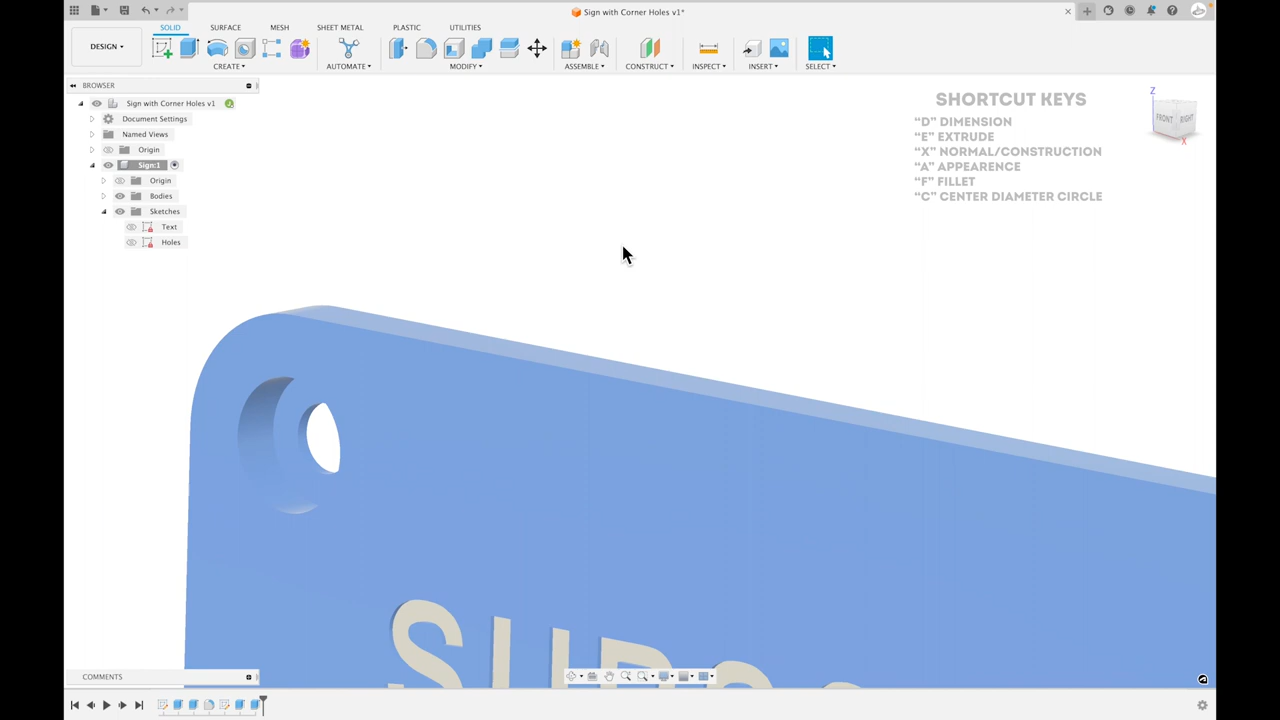 Sign with Corner Holes v1*
DESIGN
SOLID
SURFACE
MESH
SHEET METAL
PLASTIC
UTILITIES
CREATE
AUTOMATE
MODIFY
ASSEMBLE
CONSTRUCT
INSPECT
INSERT
SELECT
BROWSER
Sign with Corner Holes v1
Document Settings
Named Views
Origin
Sign:1
Origin
Bodies
Sketches
Text
Holes
SHORTCUT KEYS
“D” DIMENSION
“E” EXTRUDE
“X” NORMAL/CONSTRUCTION
“A” APPEARENCE
“F” FILLET
“C” CENTER DIAMETER CIRCLE
Z
FRONT
RIGHT
X
COMMENTS